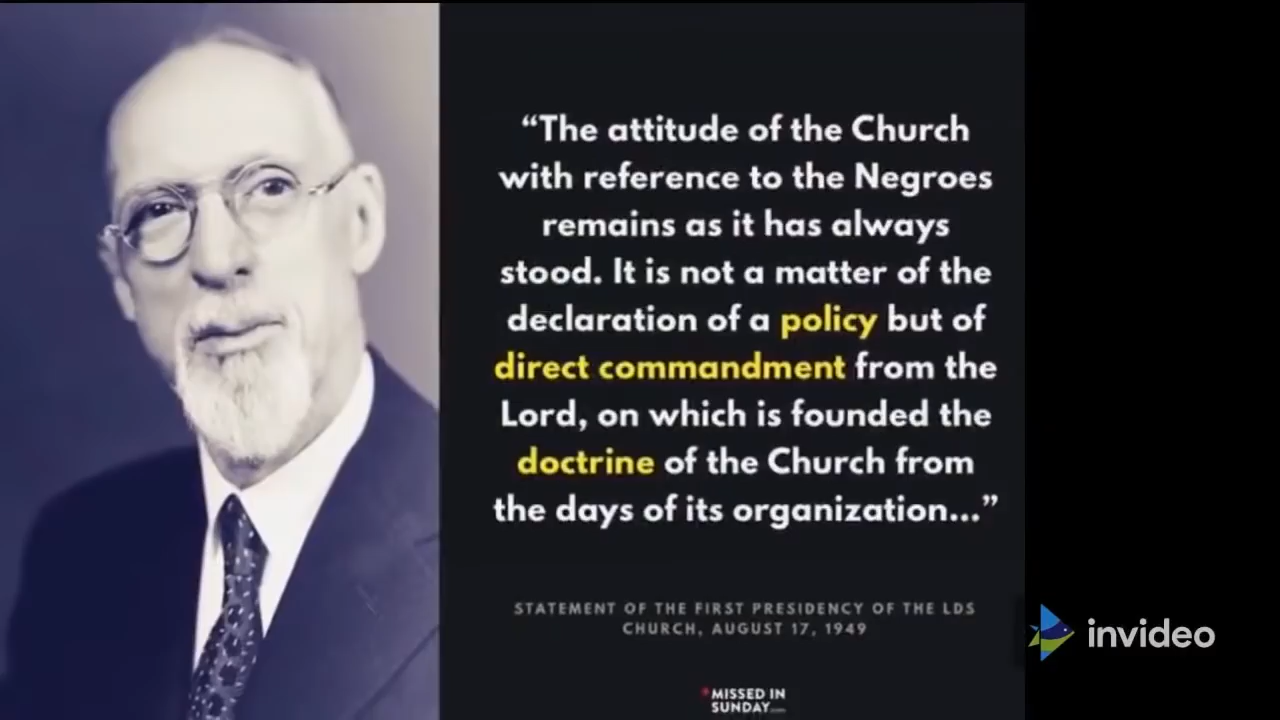 “The attitude of the Church
with reference to the Negroes
remains as it has always
stood. It is not a matter of the
declaration of a policy but of
direct commandment from the
Lord, on which is founded the
doctrine of the Church from
the days of its organization...”
STATEMENT OF THE FIRST PRESIDENCY OF THE LDS
CHURCH, AUGUST 17, 1949
invideo
*MISSED IN
SUNDAY